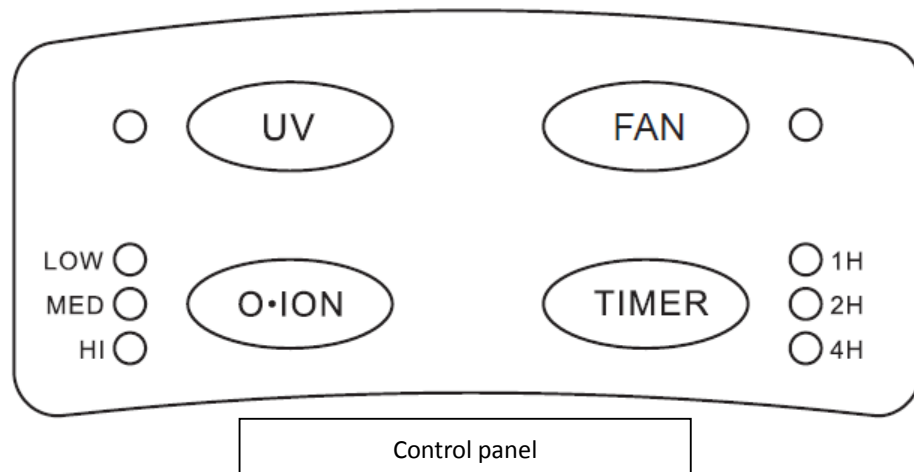 UV
FAN
LOW
MED
HI
O•ION
TIMER
1H
2H
4H
Control panel